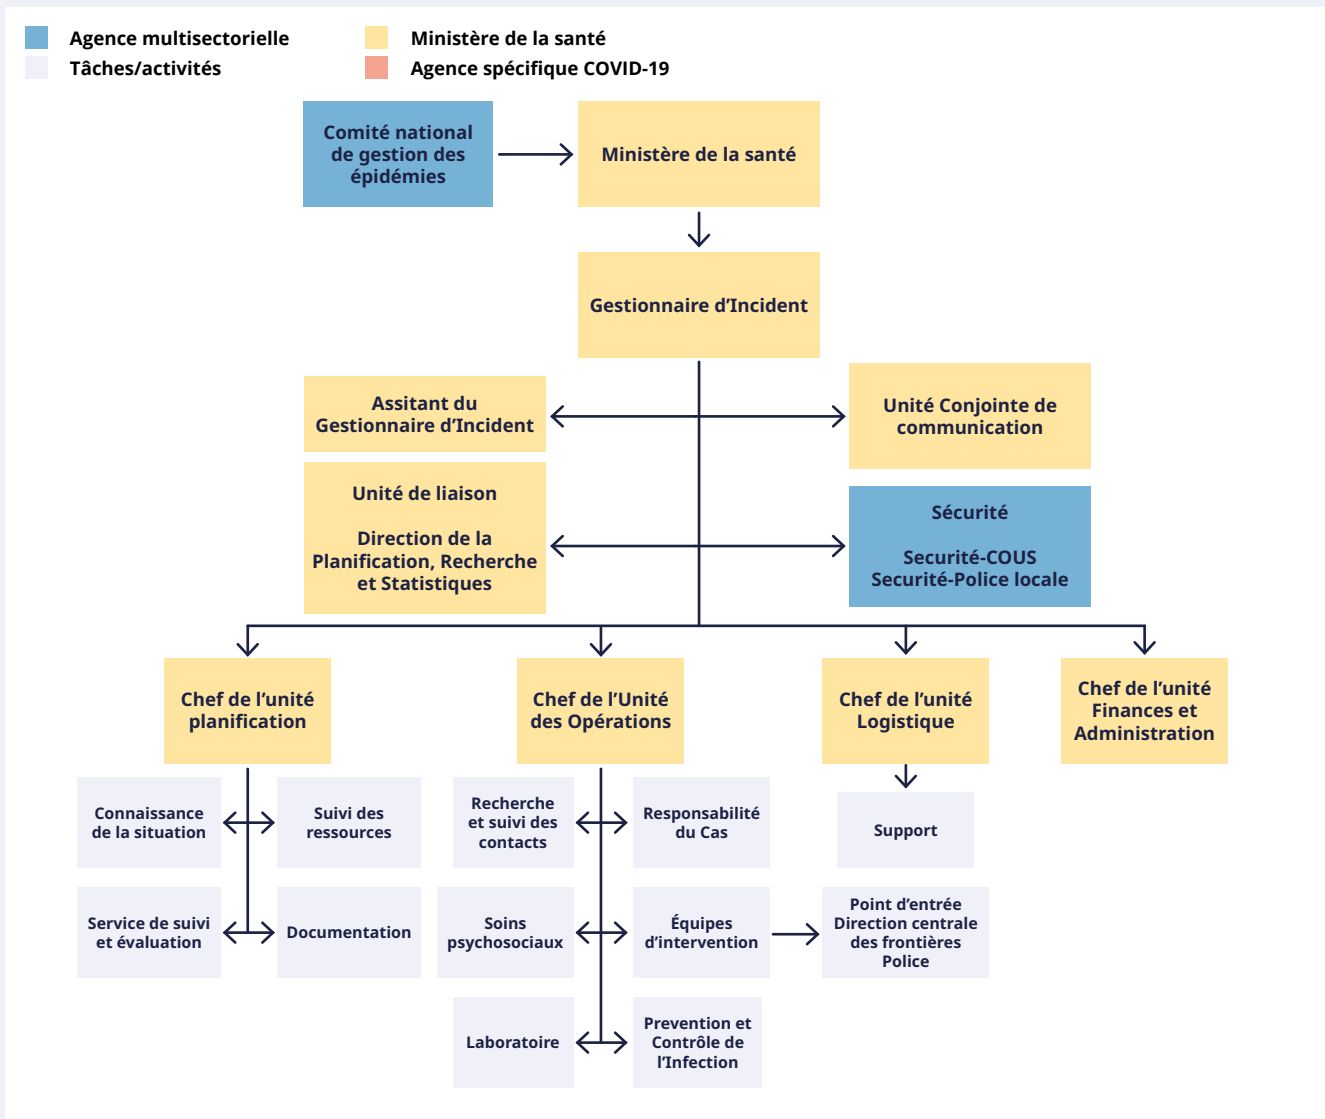 Agence multisectorielle
Ministère de la santé
Tâches/activités
Agence spécifique COVID-19
Comité national
de gestion des
épidémies
Ministère de la santé
Gestionnaire d’Incident
Assitant du
Gestionnaire d’Incident
Unité Conjointe de
communication
Unité de liaison
Direction de la
Planification, Recherche
et Statistiques
Sécurité
Securité-COUS
Securité-Police locale
Chef de l’unité
planification
Chef de l’Unité
des Opérations
Chef de l’unité
Logistique
Chef de l’unité
Finances et
Administration
Connaissance
de la situation
Suivi des
ressources
Recherche
et suivi des
contacts
Responsabilité
du Cas
Support
Service de suivi
et évaluation
Documentation
Soins
psychosociaux
Équipes
d’intervention
Point d’entrée
Direction centrale
des frontières
Police
Laboratoire
Prevention et
Contrôle de
l’Infection